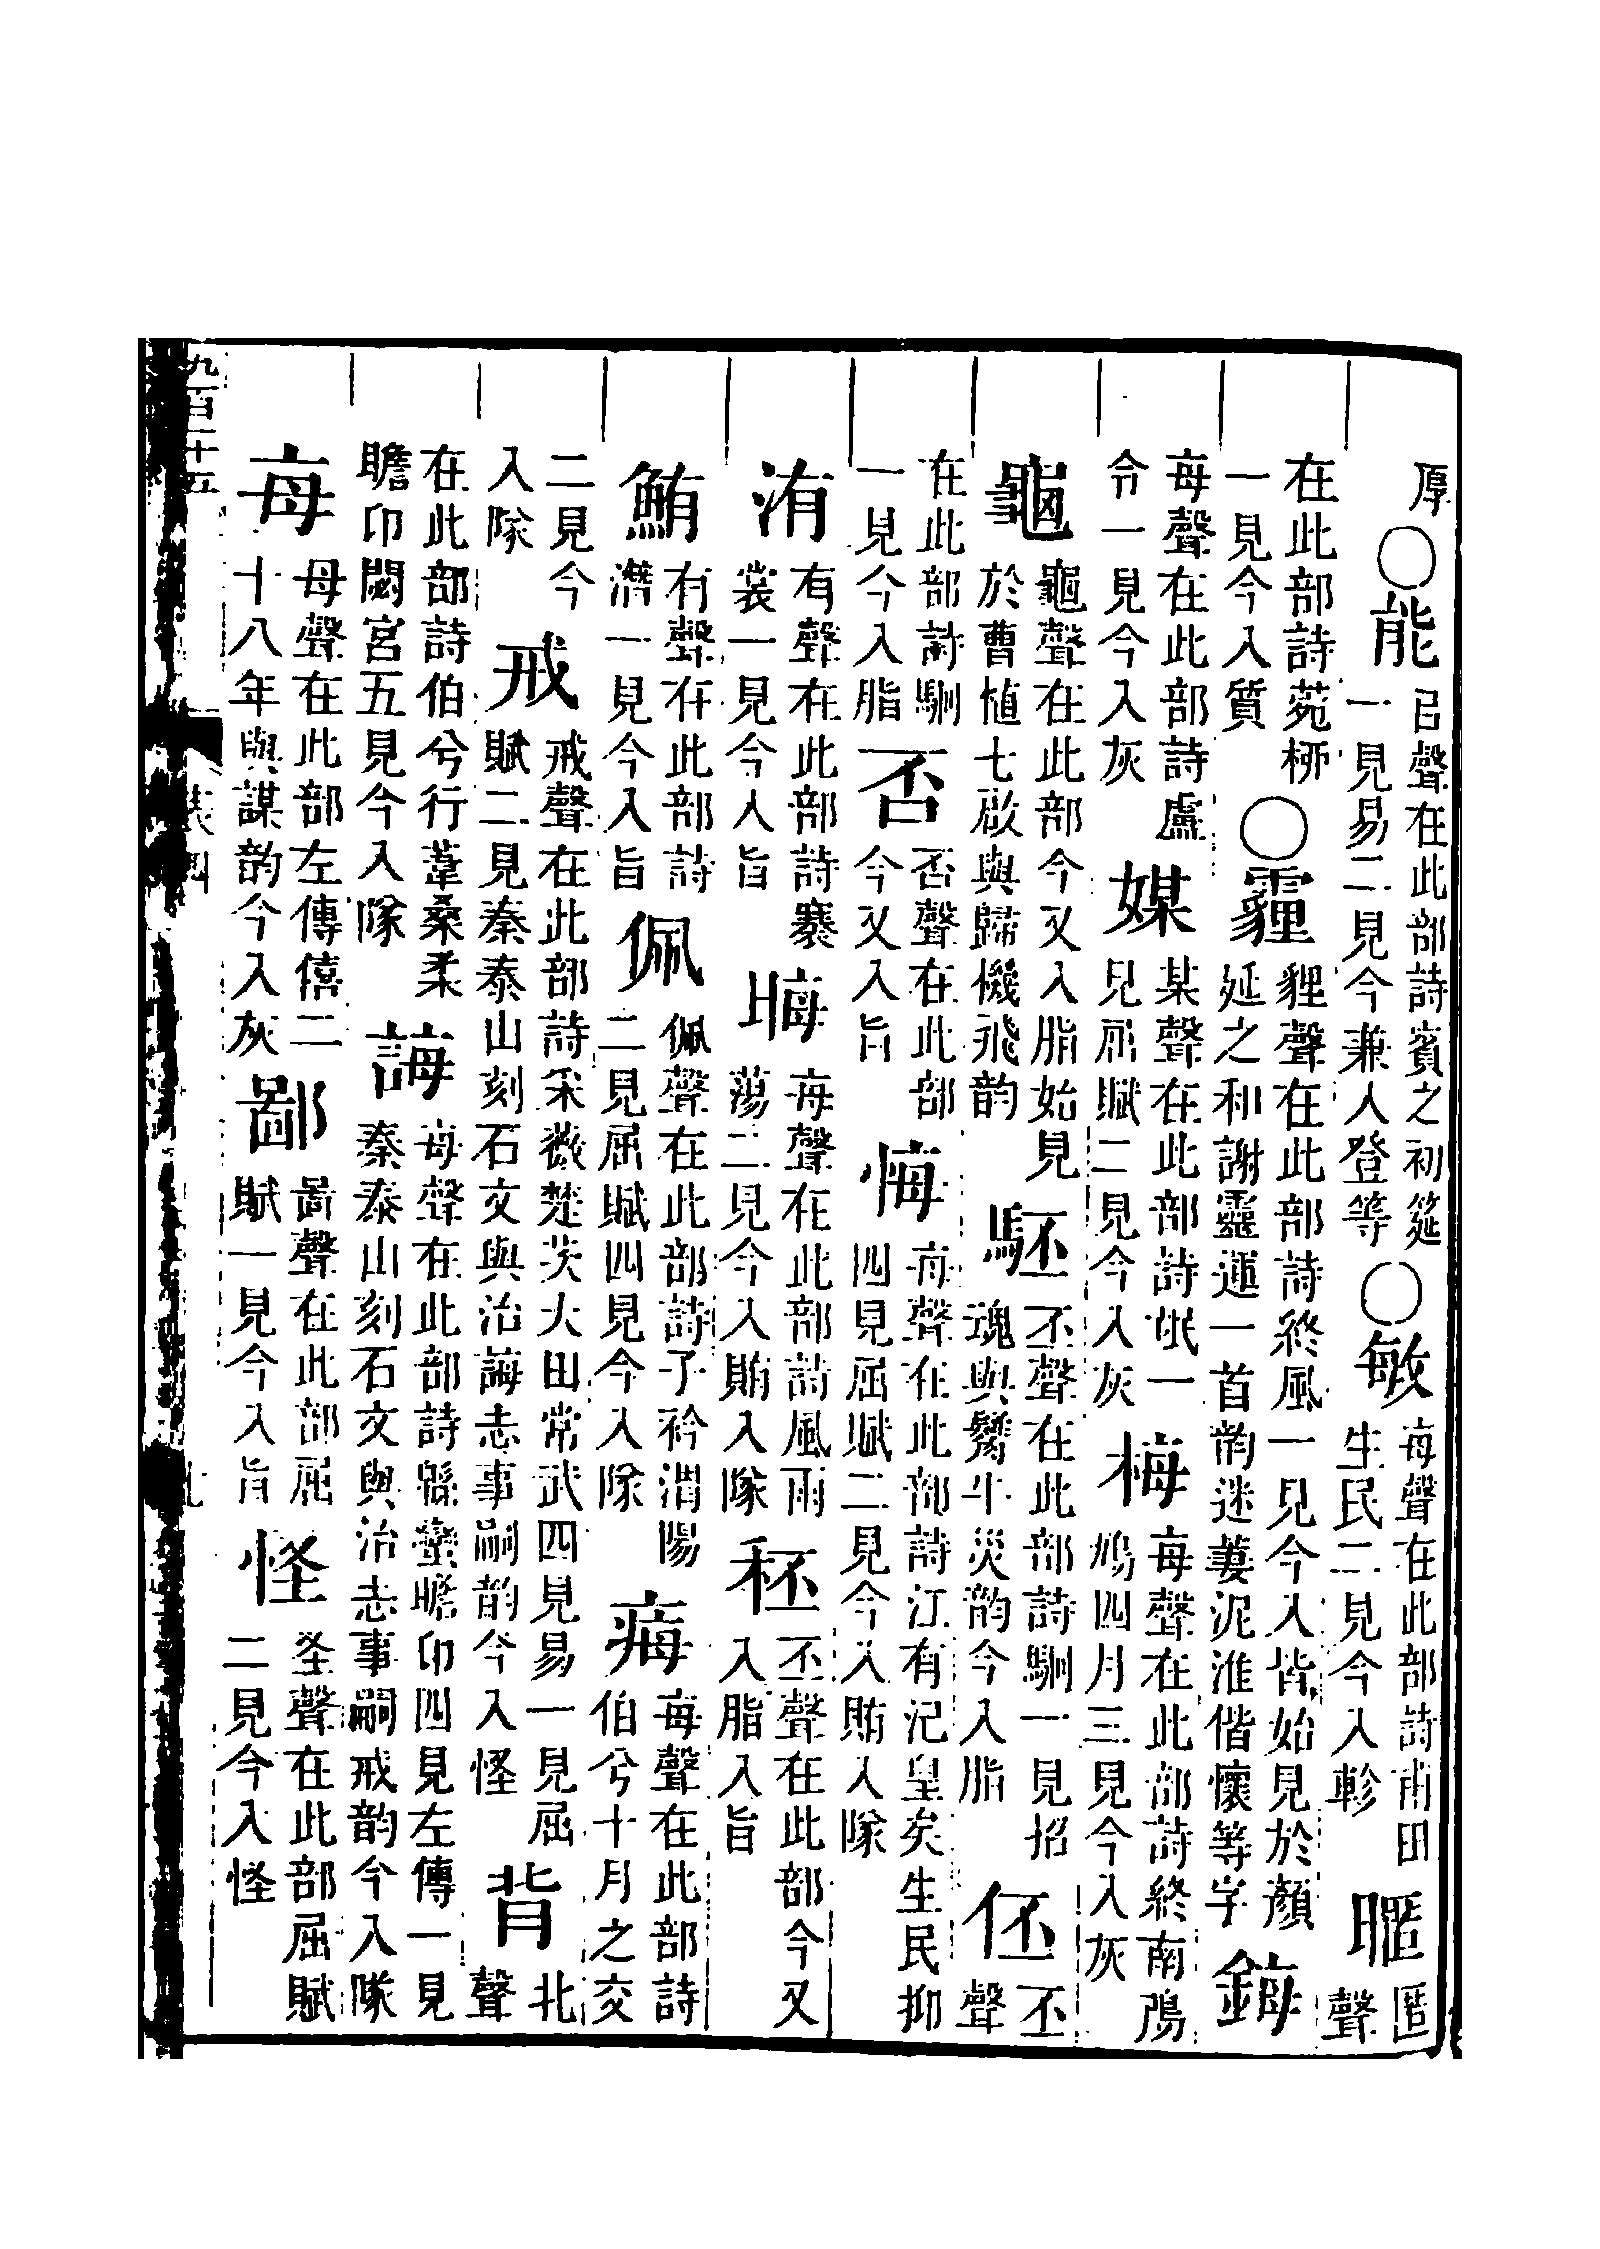 厚○能㠯聲在此部詩賓之初筵一見易二見今兼入登等○敏每聲在此部詩甫田生民二見今入軫暱匿聲
在此部詩菀桺一見今入質○霾貍聲在此部詩終風一見今入皆始見於顏延之和謝靈運一首韵迷萋泥淮偕懷等字鋂
每聲在此部詩盧令一見今入灰媒某聲在此部詩氓一見屈賦二見今入灰梅每聲在此部詩終南鳲鳩四月三見今入灰
龜龜聲在此部今又入脂始見於曹植七啟與歸機飛韵駓丕聲在此部詩駉一見招魂與觺牛災韵今入脂伾丕聲
在此部詩駉一見今入脂否否聲在此部今又入旨悔每聲在此部詩江有汜皇矣生民抑四見屈賦二見今入賄入隊
洧有聲在此部詩褰裳一見今入旨晦每聲在此部詩風雨蕩二見今入賄入隊秠丕聲在此部今又入脂入旨
鮪有聲在此部詩潛一見今入旨佩佩聲在此部詩子衿渭陽二見屈賦四見今入隊痗每聲在此部詩伯兮十月之交
二見今入隊戒戒聲在此部詩采薇楚茨大田常武四見易一見屈賦二見秦泰山刻石文與治誨志事嗣韵今入怪背北聲
在此部詩伯兮行葦桑柔瞻卬閟宮五見今入隊誨每聲在此部詩緜蠻瞻卬四見左傳一見秦泰山刻石文與治志事嗣戒韵今入隊
每母聲在此部左傳僖二十八年與謀韵今入灰鄙啚聲在此部屈賦一見今入旨怪圣聲在此部屈賦二見今入怪
九百二十五
表四